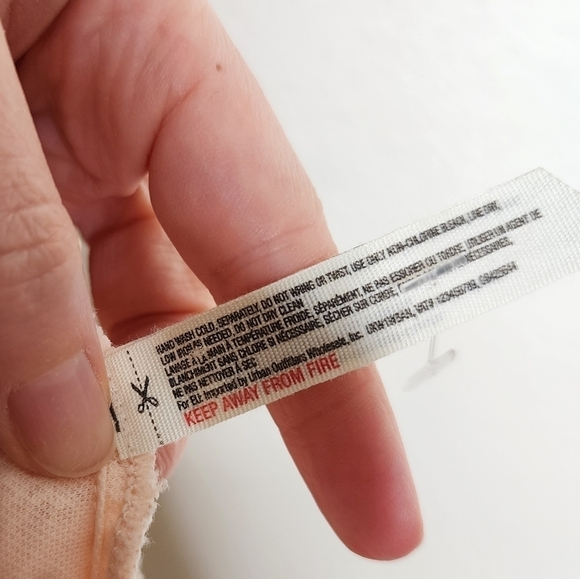 HAND WASH COLD, SEPARATELY, DO NOT WRING OR TWIST, USE ONLY NON-CHLORINE BLEACH, LINE DRY,
LOW IRON AS NEEDED. DO NOT DRY CLEAN
LAVAGE À LA MAIN À TEMPÉRATURE FROIDE, SÉPARÉMENT, NE PAS ESSORER OU TORDRE, UTILISER UN AGENT DE
BLANCHIMENT SANS CHLORE SI NÉCESSAIRE, SÉCHER SUR CORDE, NÉCESSAIRE,
NE PAS NETTOYER À SEC
For EU: Imported by Urban Outfitters Wholesale, Inc.
KEEP AWAY FROM FIRE